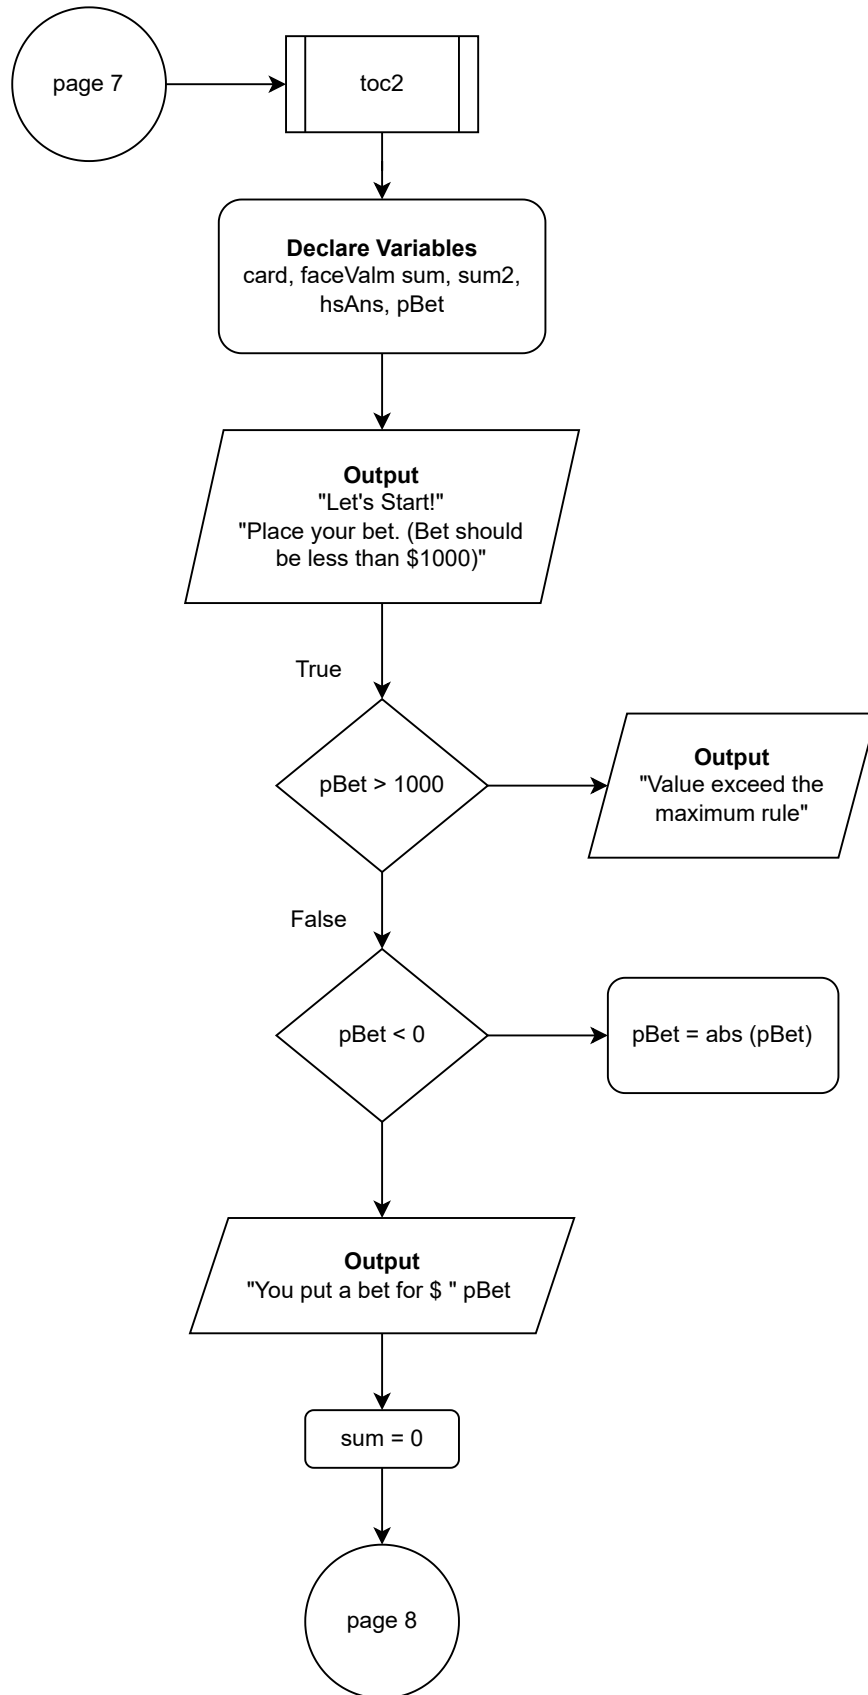 page 7
toc2
Declare Variables
card, faceValm sum, sum2,
hsAns, pBet
Output
"Let's Start!"
"Place your bet. (Bet should
be less than $1000)"
True
pBet > 1000
Output
"Value exceed the
maximum rule"
False
pBet < 0
pBet = abs (pBet)
Output
"You put a bet for $ " pBet
sum = 0
page 8